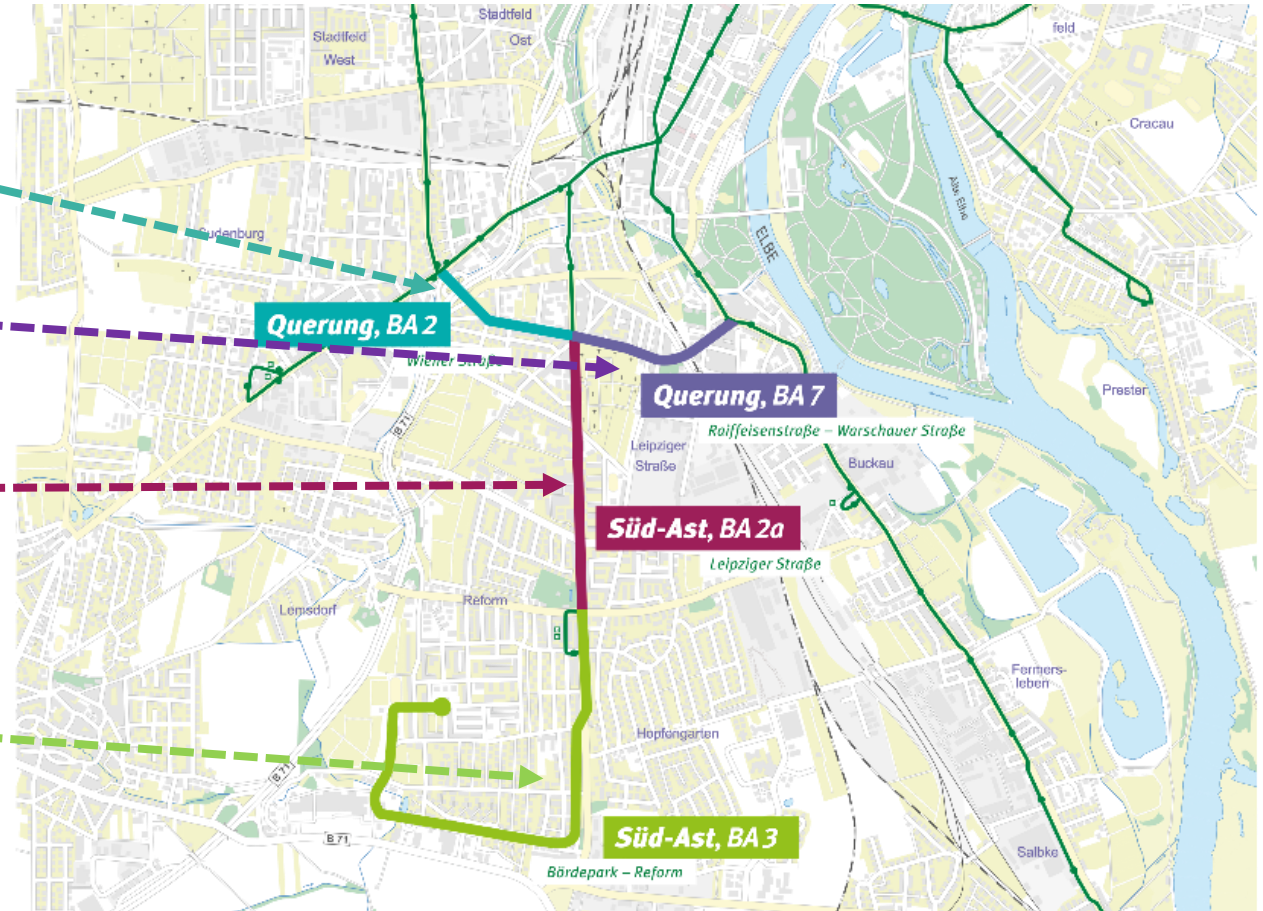 Stadtfeld
West
Stadtfeld
Ost
feld
Cracau
Alte Elbe
Sudenburg
ELBE
Querung, BA 2
Wiener Straße
Prester
Querung, BA 7
Raiffeisenstraße – Warschauer Straße
B 71
Leipziger
Straße
Buckau
Süd-Ast, BA 2a
Leipziger Straße
Reform
Lemsdorf
Fermers-
leben
Hopfengarten
B 71
B 71
Süd-Ast, BA 3
Salbke
Bördepark – Reform